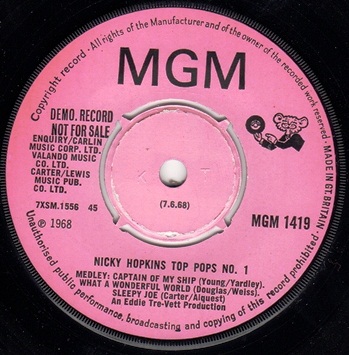 Copyright record - All rights of the Manufacturer and of the owner of the recorded work reserved
MGM
DEMO. RECORD
NOT FOR SALE
ENQUIRY/CARLIN
MUSIC CORP. LTD.
VALANDO MUSIC
CO. LTD.
CARTER/LEWIS
MUSIC PUB.
CO. LTD.
7XSM.1556 45
℗ 1968
(7.6.68)
MGM 1419
MADE IN GT. BRITAIN
NICKY HOPKINS TOP POPS NO. 1
MEDLEY: CAPTAIN OF MY SHIP (Young/Yardley).
WHAT A WONDERFUL WORLD (Douglas/Weiss).
SLEEPY JOE (Carter/Alquest)
An Eddie Tre-Vett Production
Unauthorised public performance, broadcasting and copying of this record prohibited